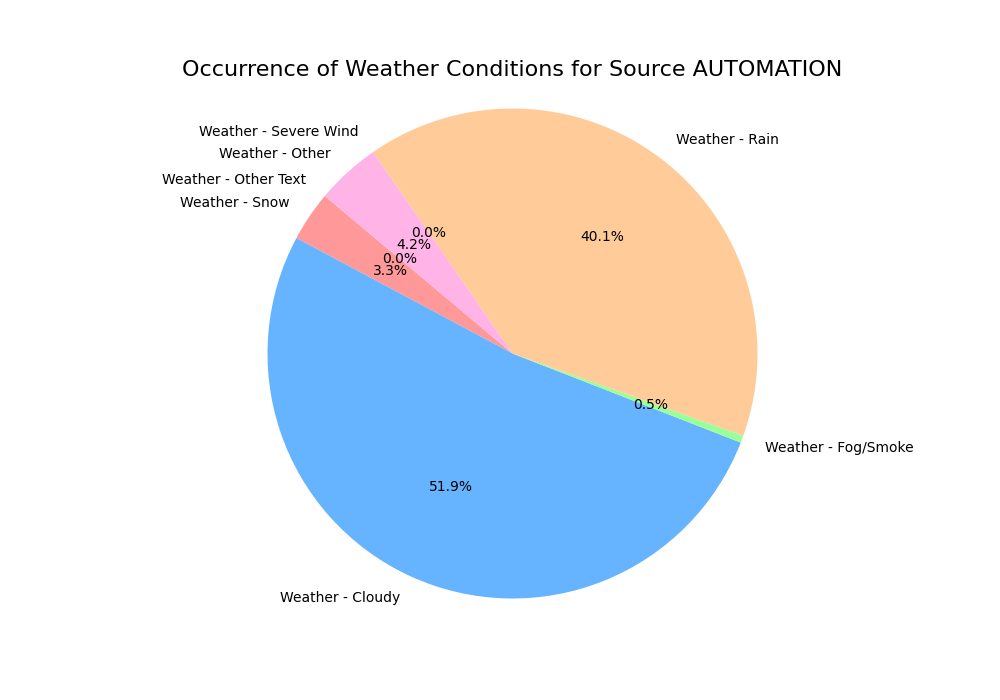 Occurrence of Weather Conditions for Source AUTOMATION
Weather - Severe Wind
Weather - Rain
Weather - Other
Weather - Other Text
Weather - Snow
0.0%
40.1%
4.2%
0.0%
3.3%
0.5%
Weather - Fog/Smoke
51.9%
Weather - Cloudy